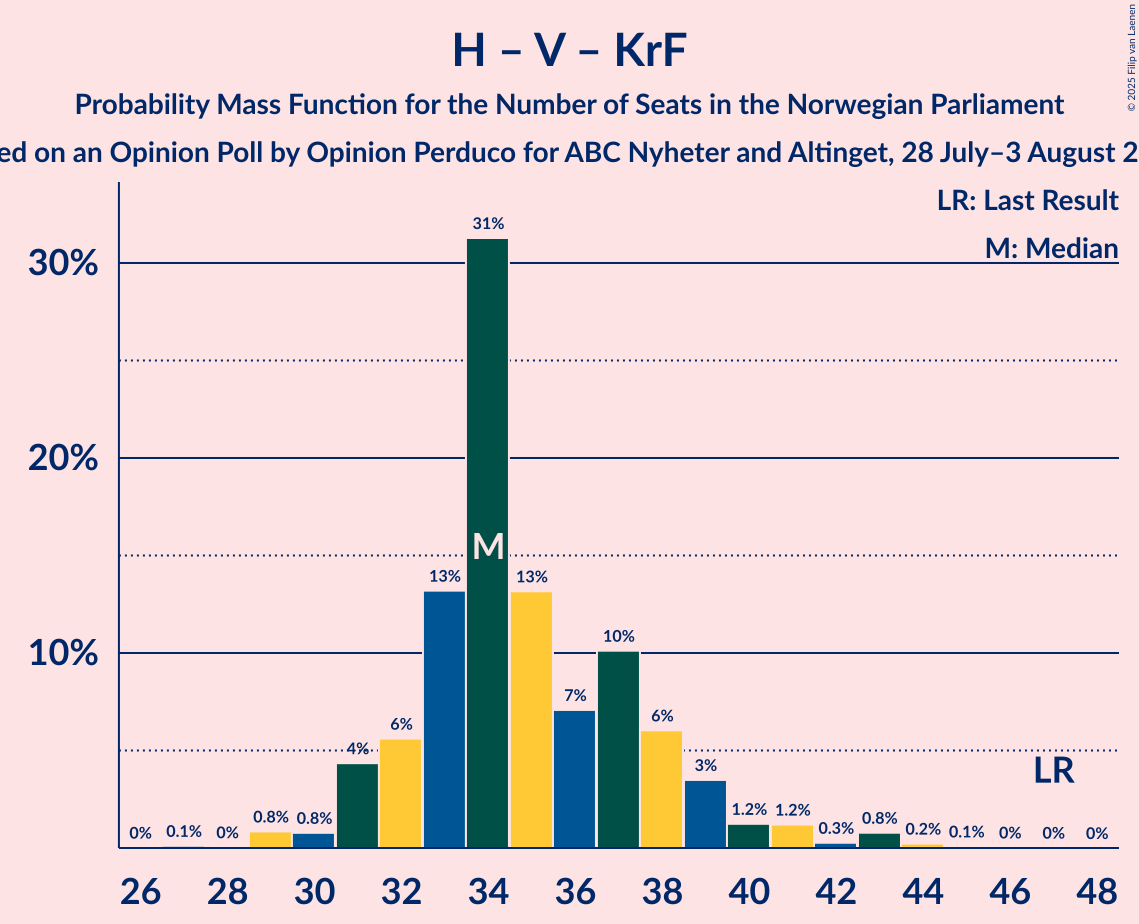 H – V – KrF
Probability Mass Function for the Number of Seats in the Norwegian Parliament
ed on an Opinion Poll by Opinion Perduco for ABC Nyheter and Altinget, 28 July–3 August 2
© 2025 Filip van Laenen
LR: Last Result
M: Median
30%
20%
10%
0% 0.1% 0% 0.8% 0.8% 4% 6% 13% 31% 13% 7% 10% 6% 3% 1.2% 1.2% 0.3% 0.8% 0.2% 0.1% 0% 0% 0%
M
LR
26 28 30 32 34 36 38 40 42 44 46 48